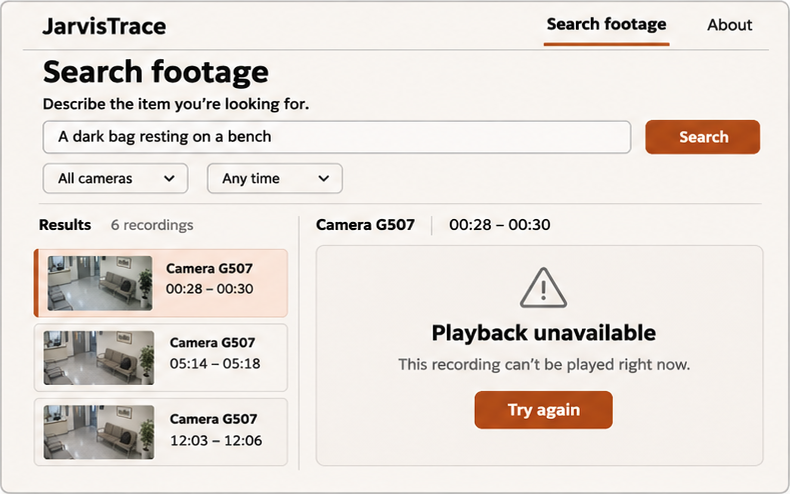 JarvisTrace
Search footage
About
Search footage
Describe the item you’re looking for.
A dark bag resting on a bench
Search
All cameras
Any time
Results
6 recordings
Camera G507
00:28 – 00:30
Camera G507
05:14 – 05:18
Camera G507
12:03 – 12:06
Camera G507
00:28 – 00:30
Playback unavailable
This recording can’t be played right now.
Try again